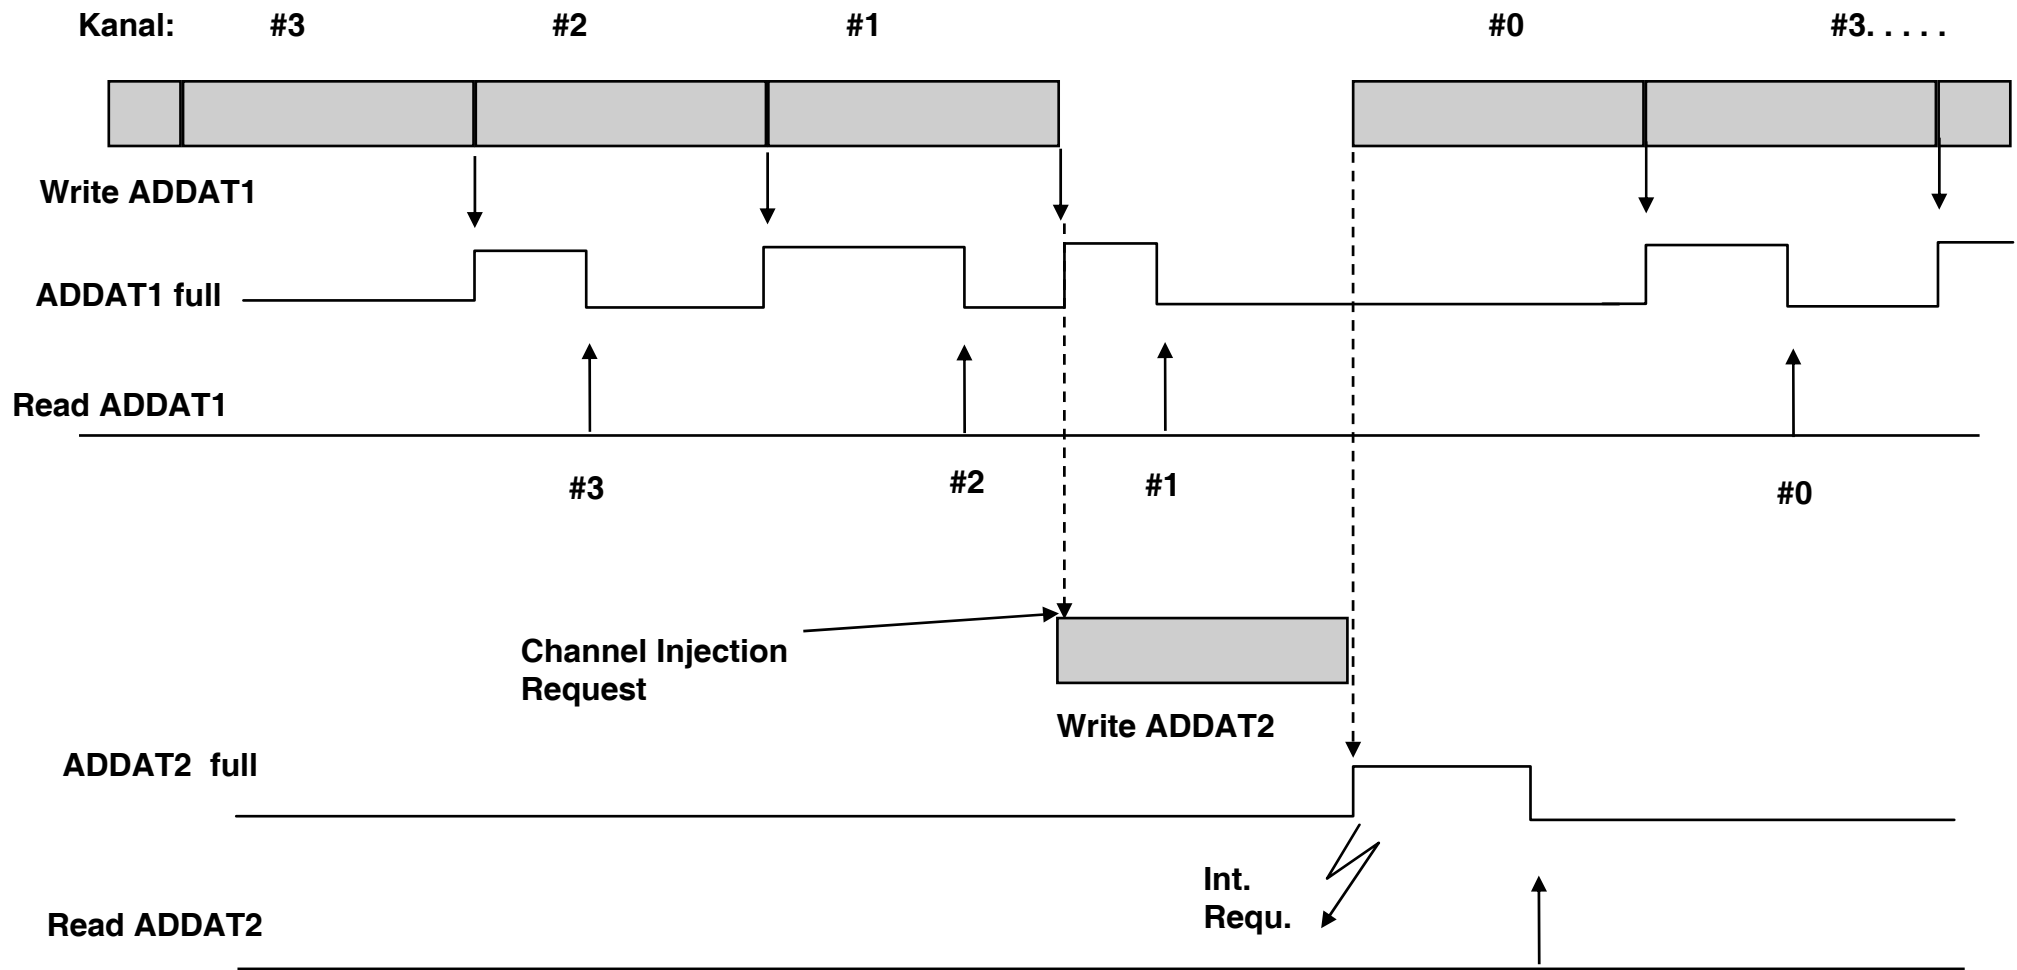 Kanal: #3 #2 #1 #0 #3. . . . .
Write ADDAT1
ADDAT1 full
Read ADDAT1
#3 #2 #1 #0
Channel Injection
Request
Write ADDAT2
ADDAT2 full
Int.
Requ.
Read ADDAT2